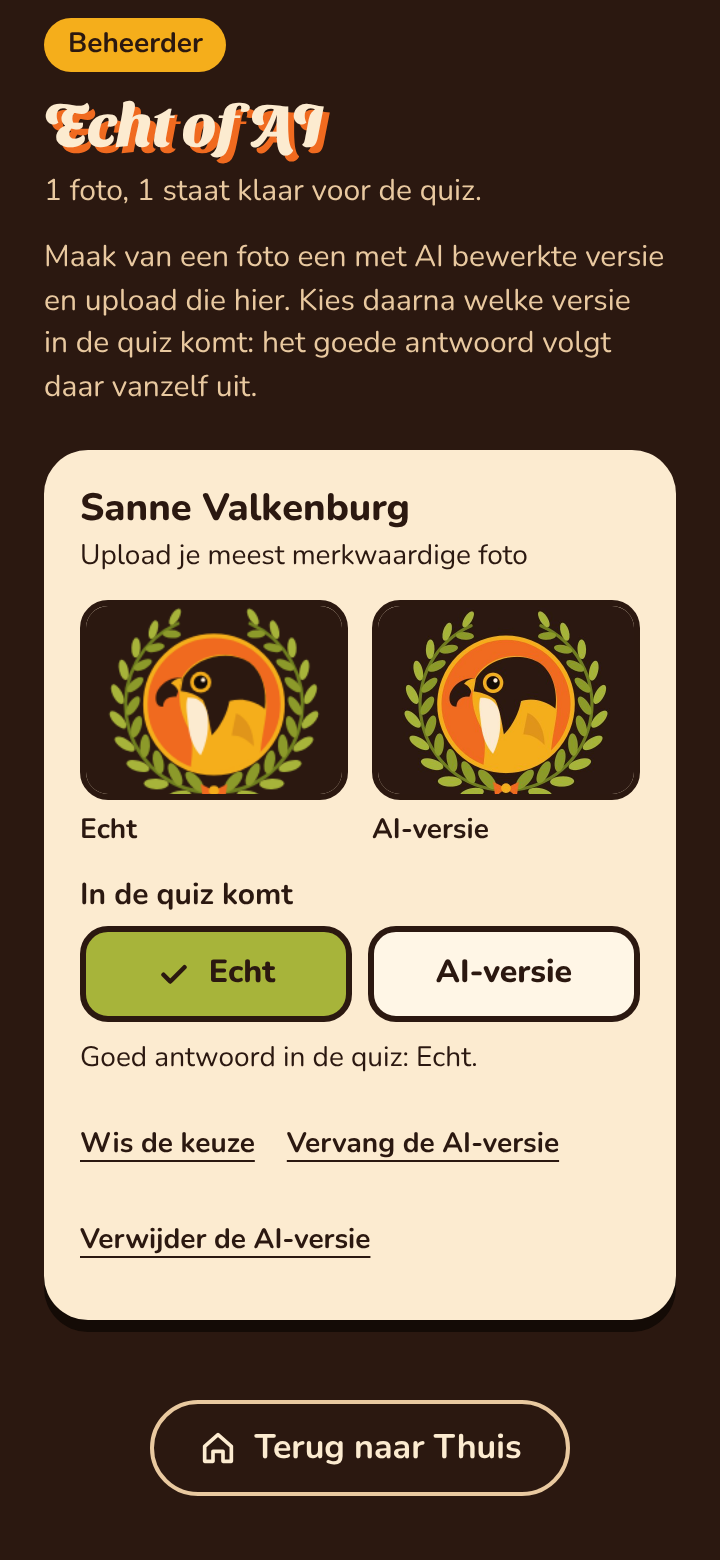 Beheerder
Echt of AI
1 foto, 1 staat klaar voor de quiz.
Maak van een foto een met AI bewerkte versie
en upload die hier. Kies daarna welke versie
in de quiz komt: het goede antwoord volgt
daar vanzelf uit.
Sanne Valkenburg
Upload je meest merkwaardige foto
Echt
AI-versie
In de quiz komt
Echt
AI-versie
Goed antwoord in de quiz: Echt.
Wis de keuze
Vervang de AI-versie
Verwijder de AI-versie
Terug naar Thuis